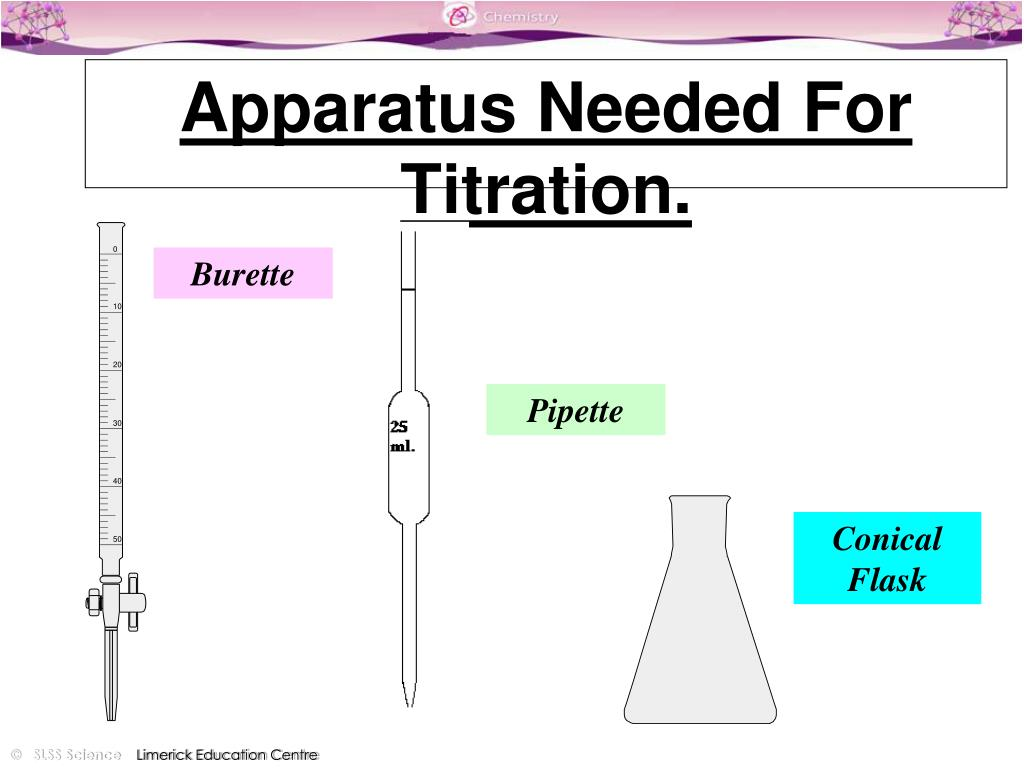 Chemistry
Apparatus Needed For
Titration.
Burette
0
10
20
30
40
50
25
ml.
Pipette
Conical
Flask
© SLSS Science Limerick Education Centre